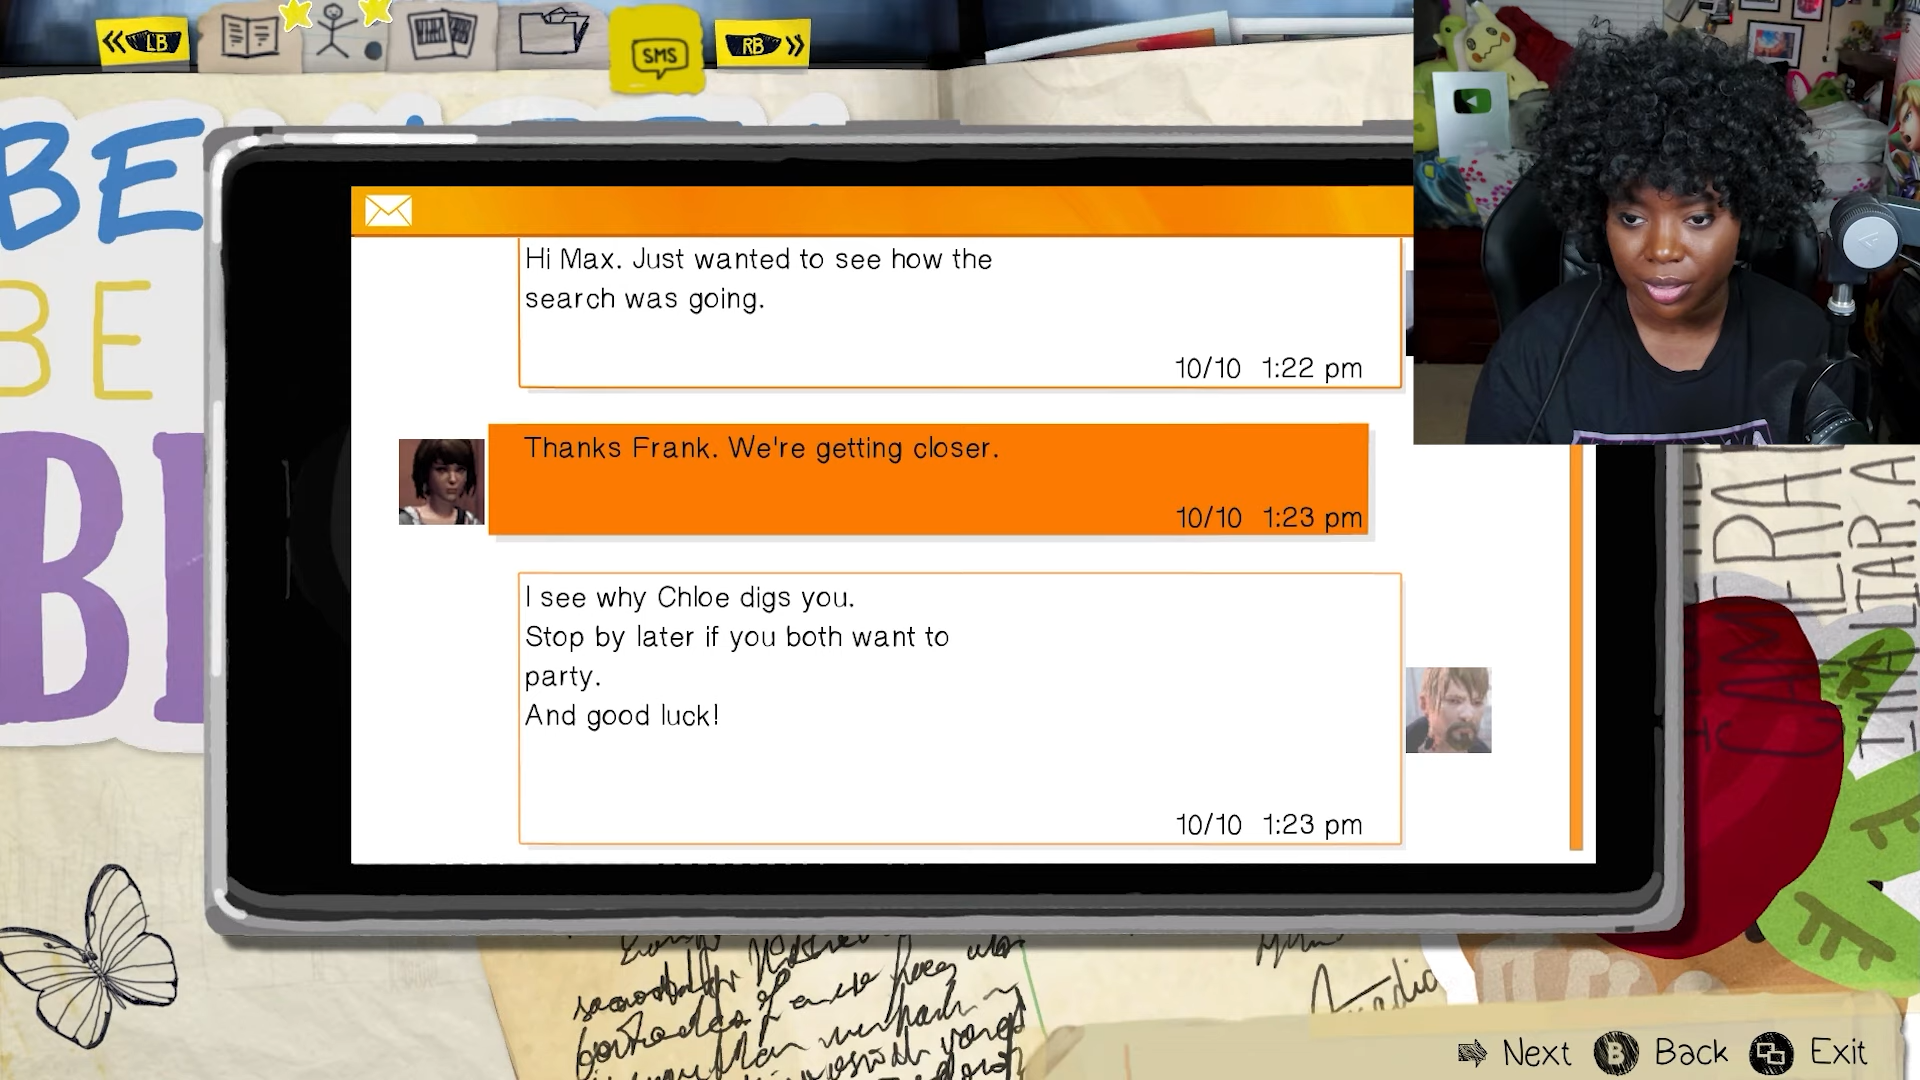 LB
SMS
RB
BE
BE
Hi Max. Just wanted to see how the
search was going.
10/10 1:22 pm
Thanks Frank. We're getting closer.
10/10 1:23 pm
I see why Chloe digs you.
Stop by later if you both want to
party.
And good luck!
10/10 1:23 pm
Next
B Back
Exit